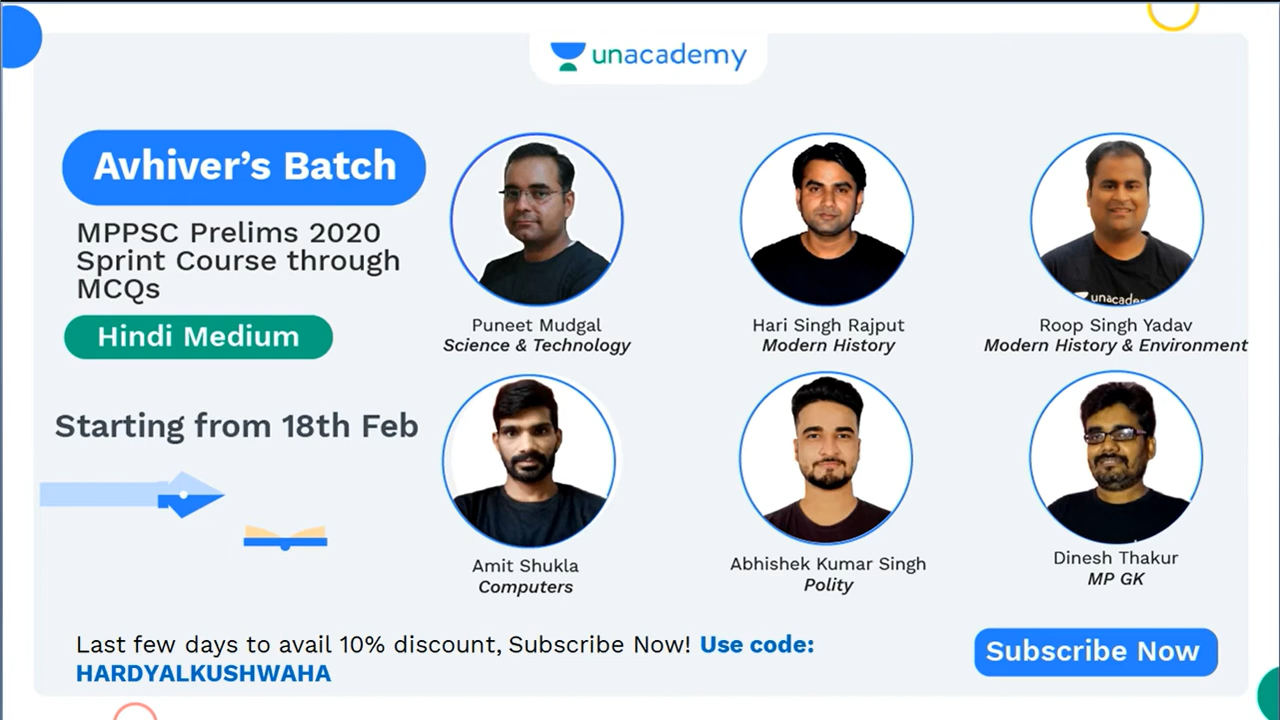 unacademy
Avhiver's Batch
MPPSC Prelims 2020
Sprint Course through
MCQs
Hindi Medium
Starting from 18th Feb
Puneet Mudgal
Science & Technology
Hari Singh Rajput
Modern History
unacade
Roop Singh Yadav
Modern History & Environment
Amit Shukla
Computers
Abhishek Kumar Singh
Polity
Dinesh Thakur
MP GK
Last few days to avail 10% discount, Subscribe Now! Use code:
HARDYALKUSHWAHA
Subscribe Now